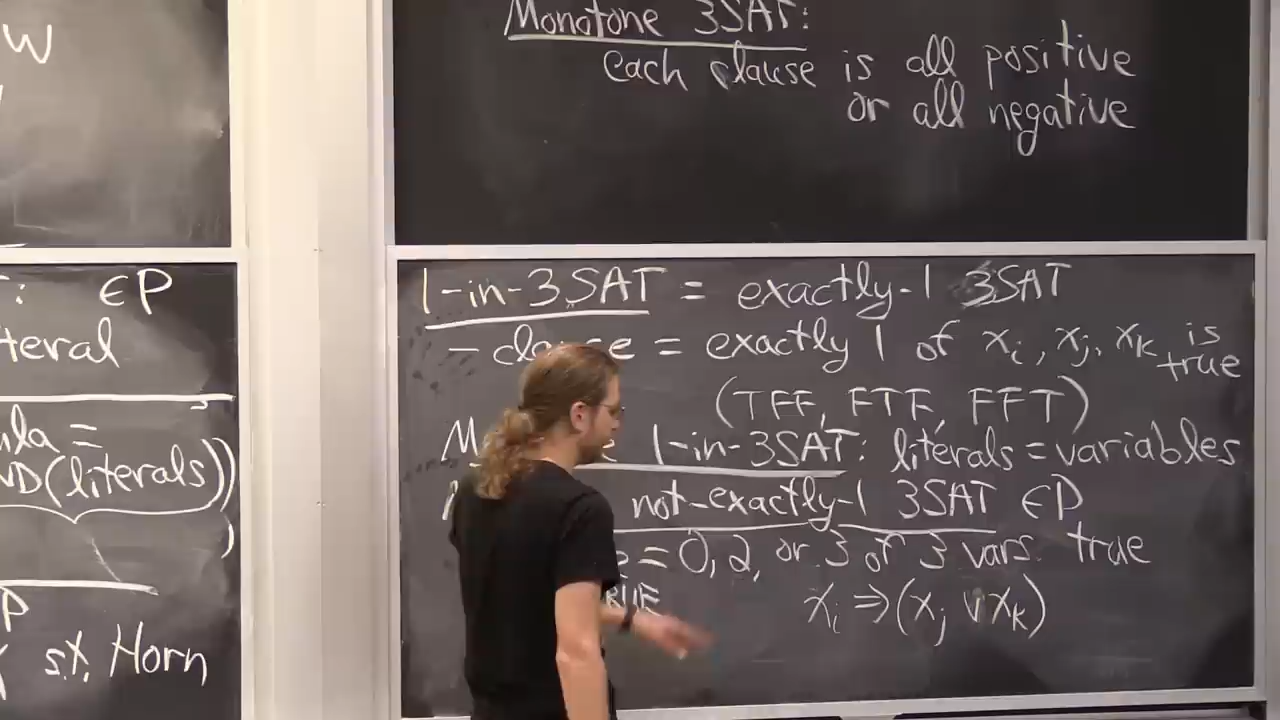 W
: ∈P
teral
ula =
ND(literals))
)
P
s.t. Horn
Monotone 3SAT:
each clause is all positive
or all negative
1-in-3SAT = exactly-1 3SAT
- clause = exactly 1 of xᵢ, xⱼ, xₖ is true
(TFF, FTF, FFT)
1-in-3SAT: literals = variables
not-exactly-1 3SAT ∈P
= 0, 2, or 3 of 3 vars. true
xᵢ ⇒ (xⱼ ∨ xₖ)